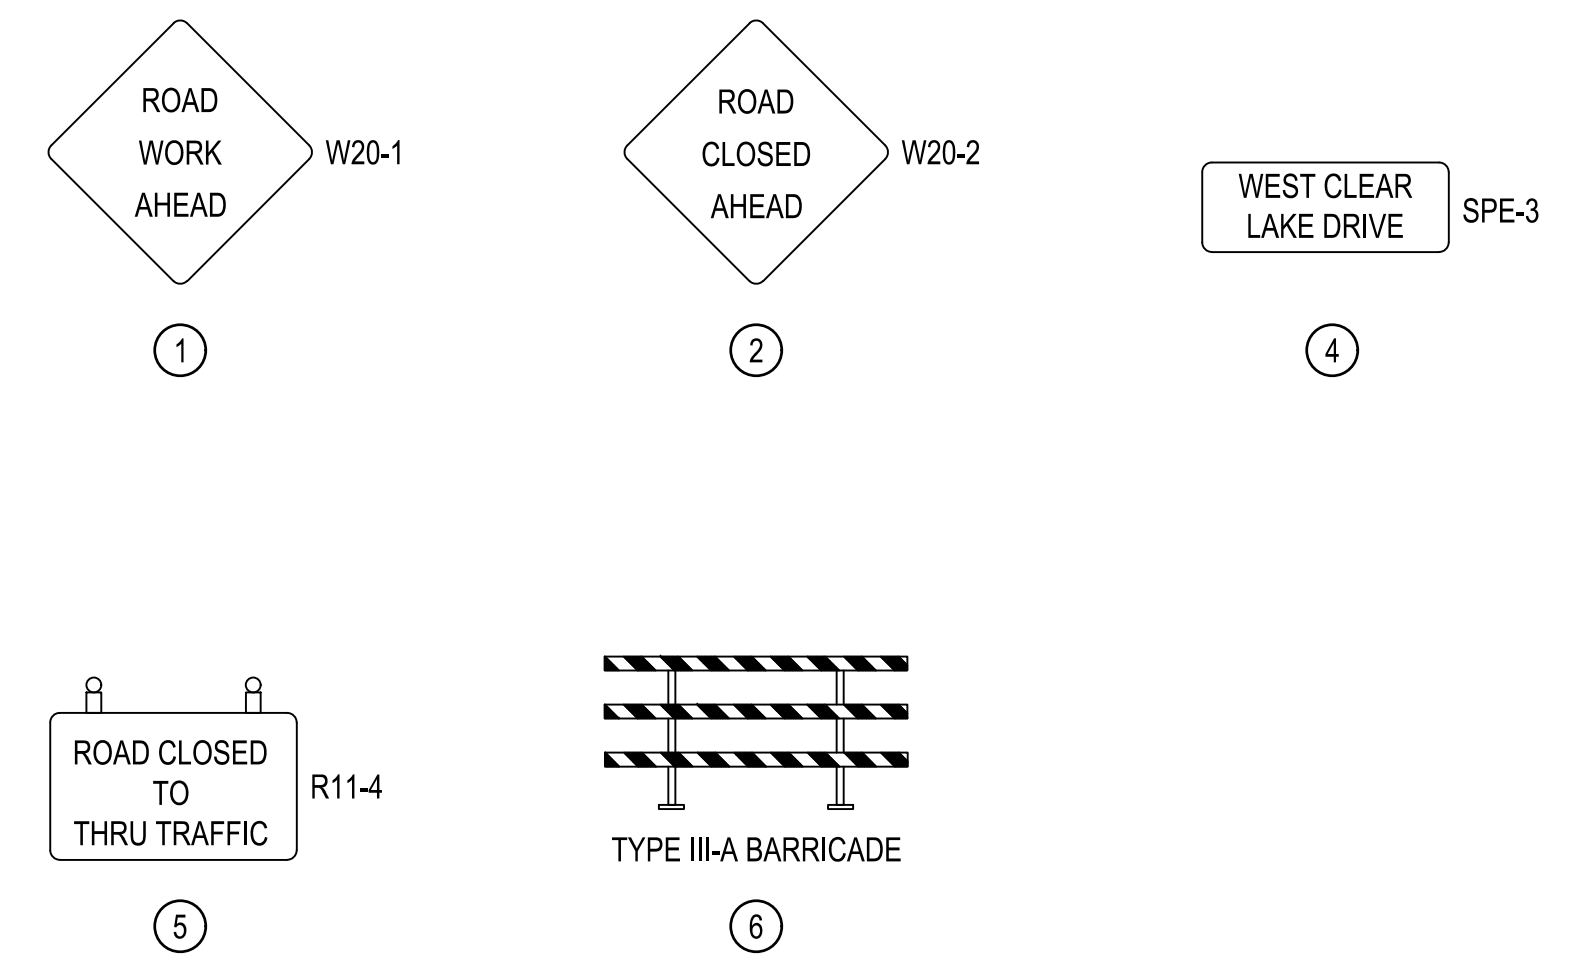 ROAD
WORK
AHEAD
W20-1
1
ROAD
CLOSED
AHEAD
W20-2
2
WEST CLEAR
LAKE DRIVE
SPE-3
4
ROAD CLOSED
TO
THRU TRAFFIC
R11-4
5
TYPE III-A BARRICADE
6